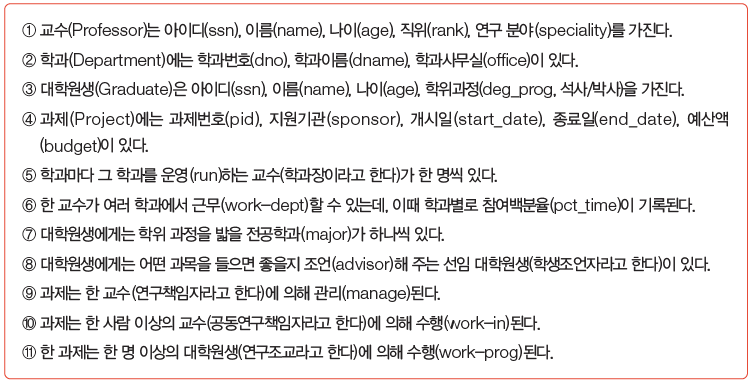 ① 교수(Professor)는 아이디(ssn), 이름(name), 나이(age), 직위(rank), 연구 분야(speciality)를 가진다.
② 학과(Department)에는 학과번호(dno), 학과이름(dname), 학과사무실(office)이 있다.
③ 대학원생(Graduate)은 아이디(ssn), 이름(name), 나이(age), 학위과정(deg_prog, 석사/박사)을 가진다.
④ 과제(Project)에는 과제번호(pid), 지원기관(sponsor), 개시일(start_date), 종료일(end_date), 예산액
(budget)이 있다.
⑤ 학과마다 그 학과를 운영(run)하는 교수(학과장이라고 한다)가 한 명씩 있다.
⑥ 한 교수가 여러 학과에서 근무(work-dept)할 수 있는데, 이때 학과별로 참여백분율(pct_time)이 기록된다.
⑦ 대학원생에게는 학위 과정을 밟을 전공학과(major)가 하나씩 있다.
⑧ 대학원생에게는 어떤 과목을 들으면 좋을지 조언(advisor)해 주는 선임 대학원생(학생조언자라고 한다)이 있다.
⑨ 과제는 한 교수(연구책임자라고 한다)에 의해 관리(manage)된다.
⑩ 과제는 한 사람 이상의 교수(공동연구책임자라고 한다)에 의해 수행(work-in)된다.
⑪ 한 과제는 한 명 이상의 대학원생(연구조교라고 한다)에 의해 수행(work-prog)된다.